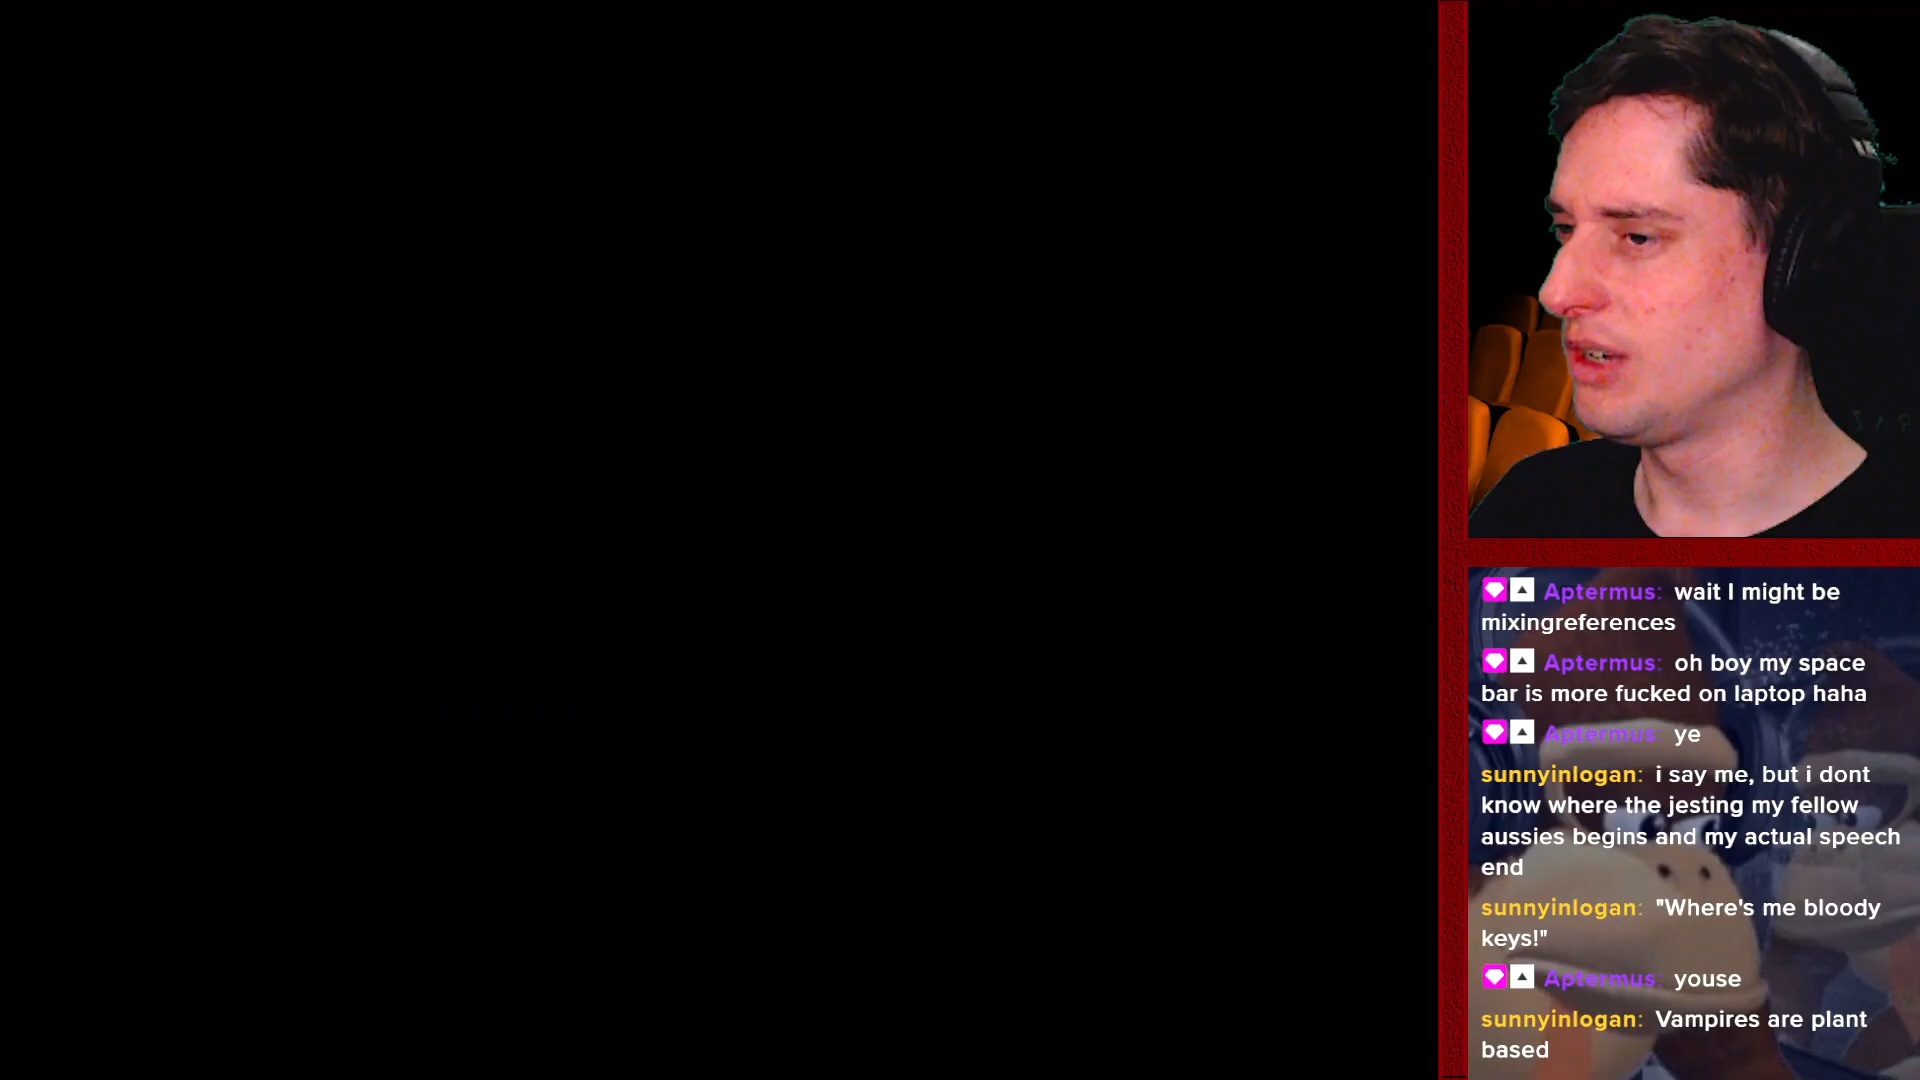 Aptermus: wait I might be
mixingreferences
Aptermus: oh boy my space
bar is more fucked on laptop haha
Aptermus: ye
sunnyinlogan: i say me, but i dont
know where the jesting my fellow
aussies begins and my actual speech
end
sunnyinlogan: "Where's me bloody
keys!"
Aptermus: youse
sunnyinlogan: Vampires are plant
based